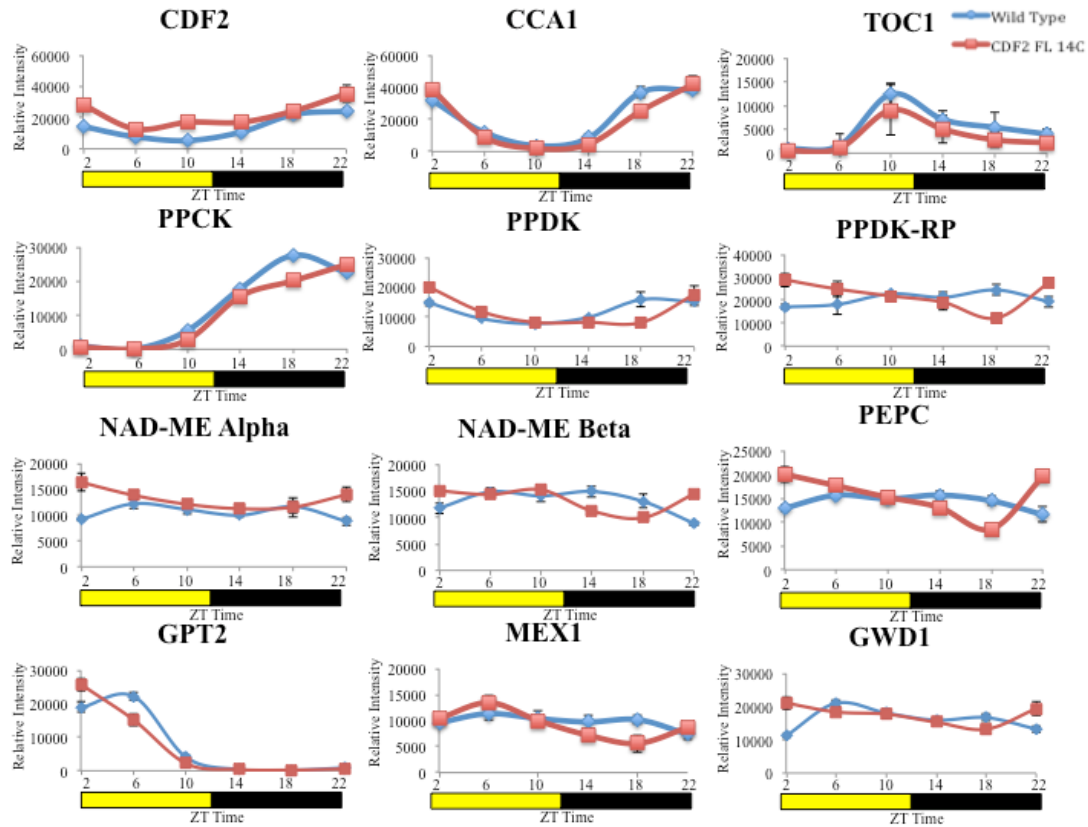 CDF2
CCA1
TOC1
Wild Type
CDF2 FL 14C
Relative Intensity
60000
40000
20000
0
2 6 10 14 18 22
ZT Time
Relative Intensity
60000
50000
40000
30000
20000
10000
0
2 6 10 14 18 22
ZT Time
Relative Intensity
20000
15000
10000
5000
0
2 6 10 14 18 22
ZT Time
PPCK
PPDK
PPDK-RP
Relative Intensity
30000
20000
10000
0
2 6 10 14 18 22
Relative Intensity
30000
25000
20000
15000
10000
5000
0
2 6 10 14 18 22
ZT Time
Relative Intensity
40000
30000
20000
10000
0
2 6 10 14 18 22
ZT Time
NAD-ME Alpha
NAD-ME Beta
PEPC
Relative Intensity
20000
15000
10000
5000
0
2 6 10 14 18 22
ZT Time
Relative Intensity
20000
15000
10000
5000
0
2 6 10 14 18 22
ZT Time
Relative Intensity
25000
20000
15000
10000
5000
0
2 6 10 14 18 22
ZT Time
GPT2
MEX1
GWD1
Relative Intensity
30000
20000
10000
0
2 6 10 14 18 22
ZT Time
Relative Intensity
20000
15000
10000
5000
0
2 6 10 14 18 22
ZT Time
Relative Intensity
30000
20000
10000
0
2 6 10 14 18 22
ZT Time